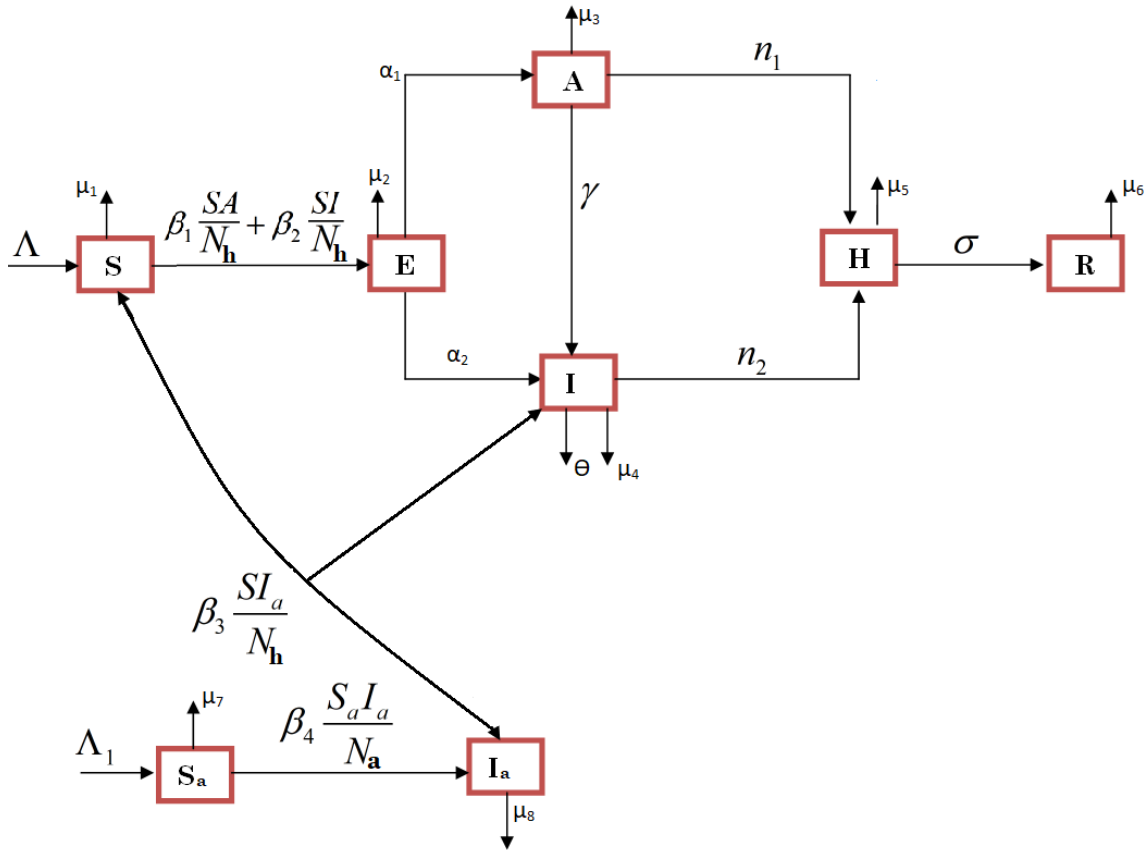 μ₃
A
n₁
α₁
μ₁
β₁ SA/Nₕ + β₂ SI/Nₕ
μ₂
γ
μ₅
μ₆
Λ
S
E
H
σ
R
α₂
I
n₂
Θ
μ₄
β₃ SIₐ/Nₕ
μ₇
β₄ SₐIₐ/Nₐ
Λ₁
Sₐ
Iₐ
μ₈